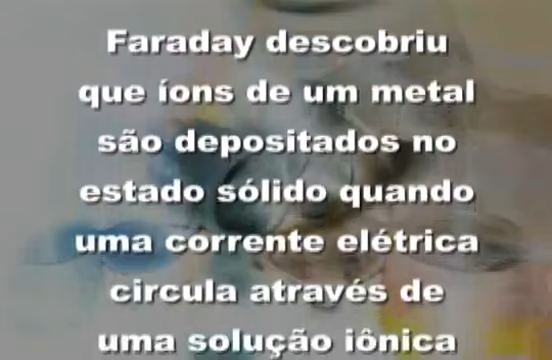 Faraday descobriu
que íons de um metal
são depositados no
estado sólido quando
uma corrente elétrica
circula através de
uma solução iônica